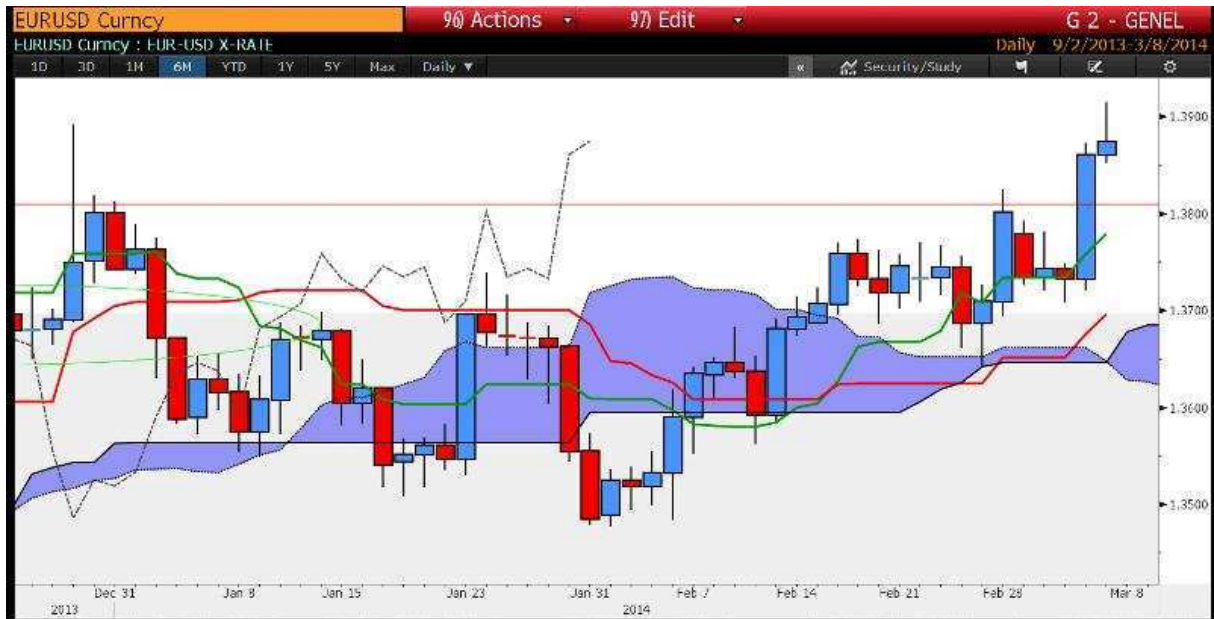 EURUSD Curncy 96) Actions 97) Edit G 2 - GENEL
EURUSD Curncy : EUR-USD X-RATE Daily 9/2/2013-3/8/2014
1D 3D 1M 6M YTD 1Y 5Y Max Daily ▼ « Security/Study
1.3900
1.3800
1.3700
1.3600
1.3500
Dec 31 Jan 8 Jan 15 Jan 23 Jan 31 Feb 7 Feb 14 Feb 21 Feb 28 Mar 8
2013 2014